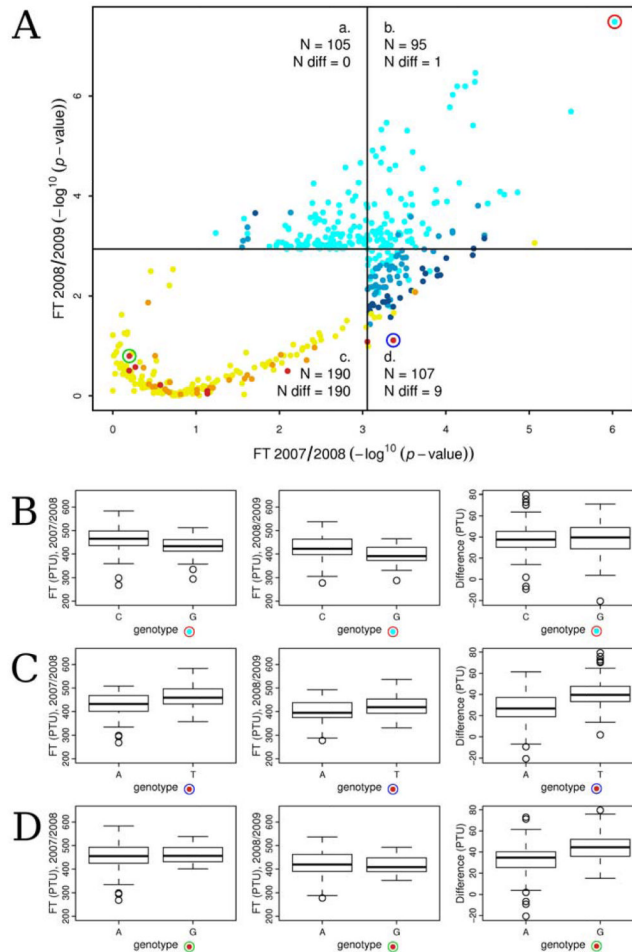 A
a.
N = 105
N diff = 0
b.
N = 95
N diff = 1
c.
N = 190
N diff = 190
d.
N = 107
N diff = 9
FT 2008/2009 (−log¹⁰ (p − value))
0 2 4 6
0 1 2 3 4 5 6
FT 2007/2008 (−log¹⁰ (p − value))
B
FT (PTU), 2007/2008
200 300 400 500 600
C G
genotype
FT (PTU), 2008/2009
200 300 400 500 600
C G
genotype
Difference (PTU)
−20 0 20 40 60 80
C G
genotype
C
FT (PTU), 2007/2008
200 300 400 500 600
A T
genotype
FT (PTU), 2008/2009
200 300 400 500 600
A T
genotype
Difference (PTU)
−20 0 20 40 60 80
A T
genotype
D
FT (PTU), 2007/2008
200 300 400 500 600
A G
genotype
FT (PTU), 2008/2009
200 300 400 500 600
A G
genotype
Difference (PTU)
−20 0 20 40 60 80
A G
genotype